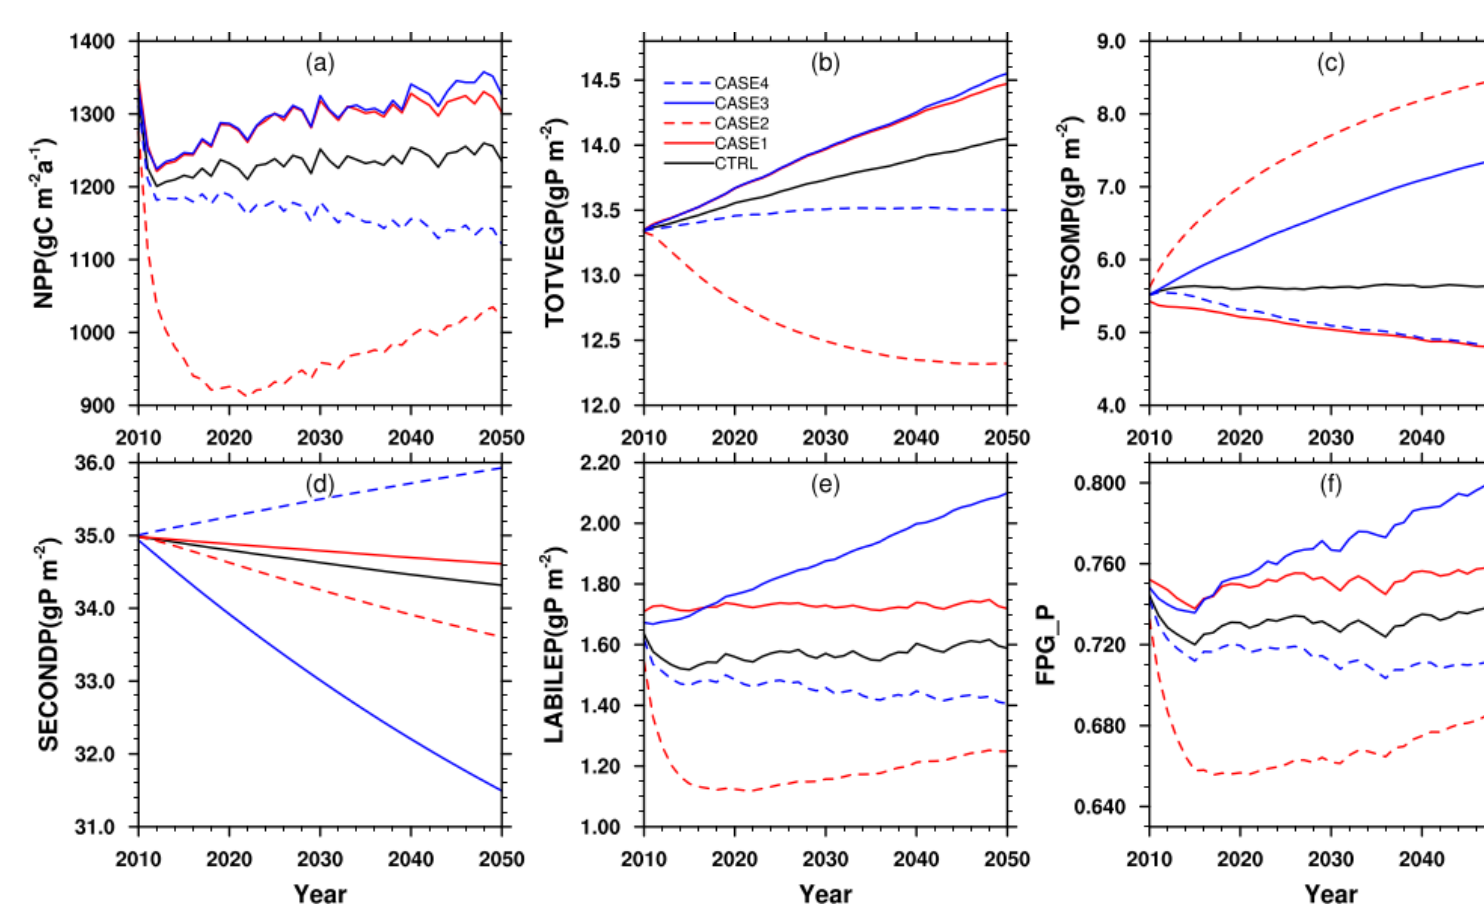 (a)
NPP(gC m-2a-1)
1400
1300
1200
1100
1000
900
2010 2020 2030 2040 2050
(b)
TOTVEGP(gP m-2)
14.5
14.0
13.5
13.0
12.5
12.0
CASE4
CASE3
CASE2
CASE1
CTRL
2010 2020 2030 2040 2050
(c)
TOTSOMP(gP m-2)
9.0
8.0
7.0
6.0
5.0
4.0
2010 2020 2030 2040
(d)
SECONDP(gP m-2)
36.0
35.0
34.0
33.0
32.0
31.0
2010 2020 2030 2040 2050
Year
(e)
LABILEP(gP m-2)
2.20
2.00
1.80
1.60
1.40
1.20
1.00
2010 2020 2030 2040 2050
Year
(f)
FPG_P
0.800
0.760
0.720
0.680
0.640
2010 2020 2030 2040
Year